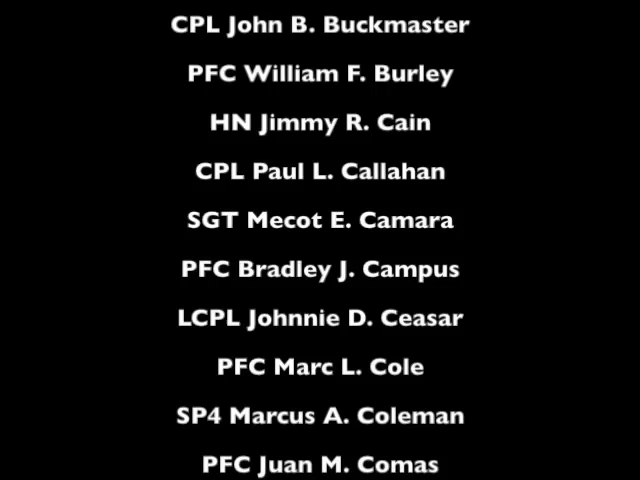 CPL John B. Buckmaster
PFC William F. Burley
HN Jimmy R. Cain
CPL Paul L. Callahan
SGT Mecot E. Camara
PFC Bradley J. Campus
LCPL Johnnie D. Ceasar
PFC Marc L. Cole
SP4 Marcus A. Coleman
PFC Juan M. Comas